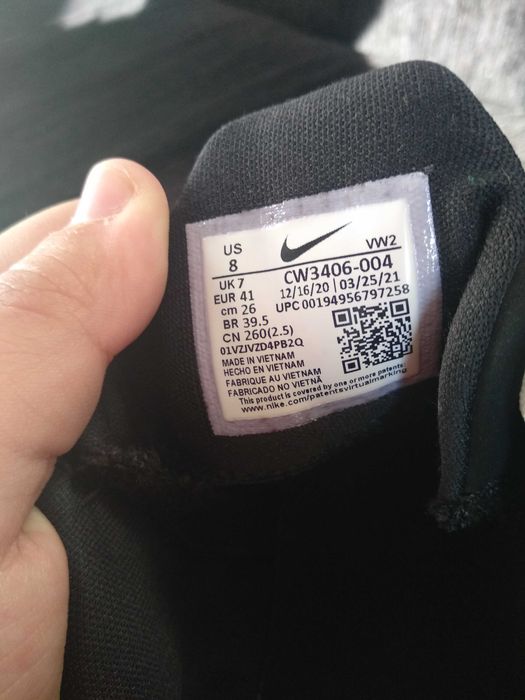 US
8
VW2
UK 7
EUR 41
cm 26
BR 39.5
CN 260(2.5)
CW3406-004
12/16/20 | 03/25/21
UPC 00194956797258
01VZJVZD4PB2Q
MADE IN VIETNAM
HECHO EN VIETNAM
FABRIQUE AU VIETNAM
FABRICADO NO VIETNÃ
This product is covered by one or more patents.
www.nike.com/patentsvirtualmarking